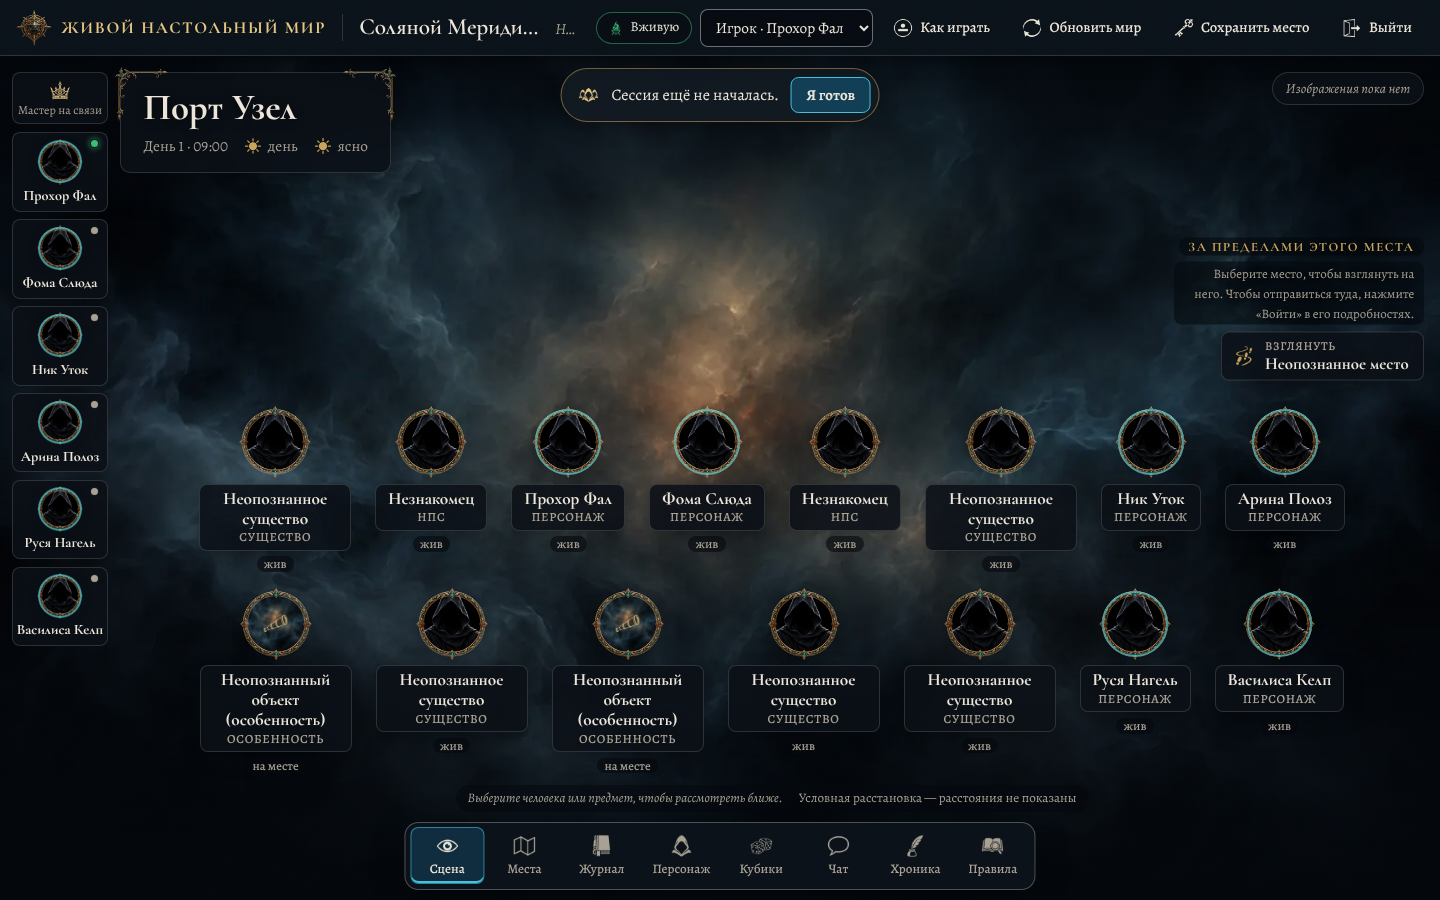 ЖИВОЙ НАСТОЛЬНЫЙ МИР
Соляной Мериди...
Н...
Вживую
Игрок · Прохор Фал
Как играть
Обновить мир
Сохранить место
Выйти
Мастер на связи
Порт Узел
День 1 · 09:00 день ясно
Сессия ещё не началась. Я готов
Изображения пока нет
Прохор Фал
Фома Слюда
Ник Уток
Арина Полоз
Руся Нагель
Василиса Келп
ЗА ПРЕДЕЛАМИ ЭТОГО МЕСТА
Выберите место, чтобы взглянуть на
него. Чтобы отправиться туда, нажмите
«Войти» в его подробностях.
ВЗГЛЯНУТЬ
Неопознанное место
Неопознанное
существо
СУЩЕСТВО
жив
Незнакомец
НПС
жив
Прохор Фал
ПЕРСОНАЖ
жив
Фома Слюда
ПЕРСОНАЖ
жив
Незнакомец
НПС
жив
Неопознанное
существо
СУЩЕСТВО
жив
Ник Уток
ПЕРСОНАЖ
жив
Арина Полоз
ПЕРСОНАЖ
жив
Неопознанный
объект
(особенность)
ОСОБЕННОСТЬ
на месте
Неопознанное
существо
СУЩЕСТВО
жив
Неопознанный
объект
(особенность)
ОСОБЕННОСТЬ
на месте
Неопознанное
существо
СУЩЕСТВО
жив
Неопознанное
существо
СУЩЕСТВО
жив
Руся Нагель
ПЕРСОНАЖ
жив
Василиса Келп
ПЕРСОНАЖ
жив
Выберите человека или предмет, чтобы рассмотреть ближе. Условная расстановка — расстояния не показаны
Сцена
Места
Журнал
Персонаж
Кубики
Чат
Хроника
Правила